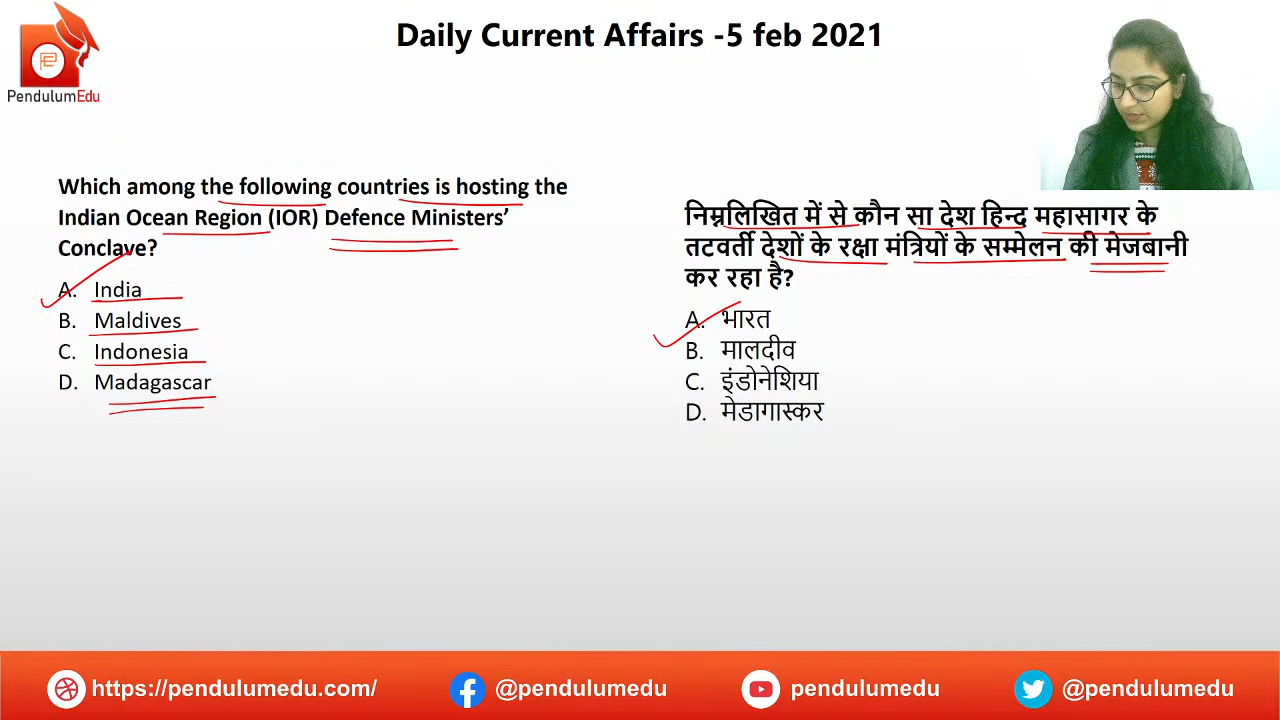 Daily Current Affairs -5 feb 2021
PendulumEdu
Which among the following countries is hosting the
Indian Ocean Region (IOR) Defence Ministers’
Conclave?
A. India
B. Maldives
C. Indonesia
D. Madagascar
निम्नलिखित में से कौन सा देश हिन्द महासागर के
तटवर्ती देशों के रक्षा मंत्रियों के सम्मेलन की मेजबानी
कर रहा है?
A. भारत
B. मालदीव
C. इंडोनेशिया
D. मेडागास्कर
https://pendulumedu.com/
@pendulumedu
pendulumedu
@pendulumedu